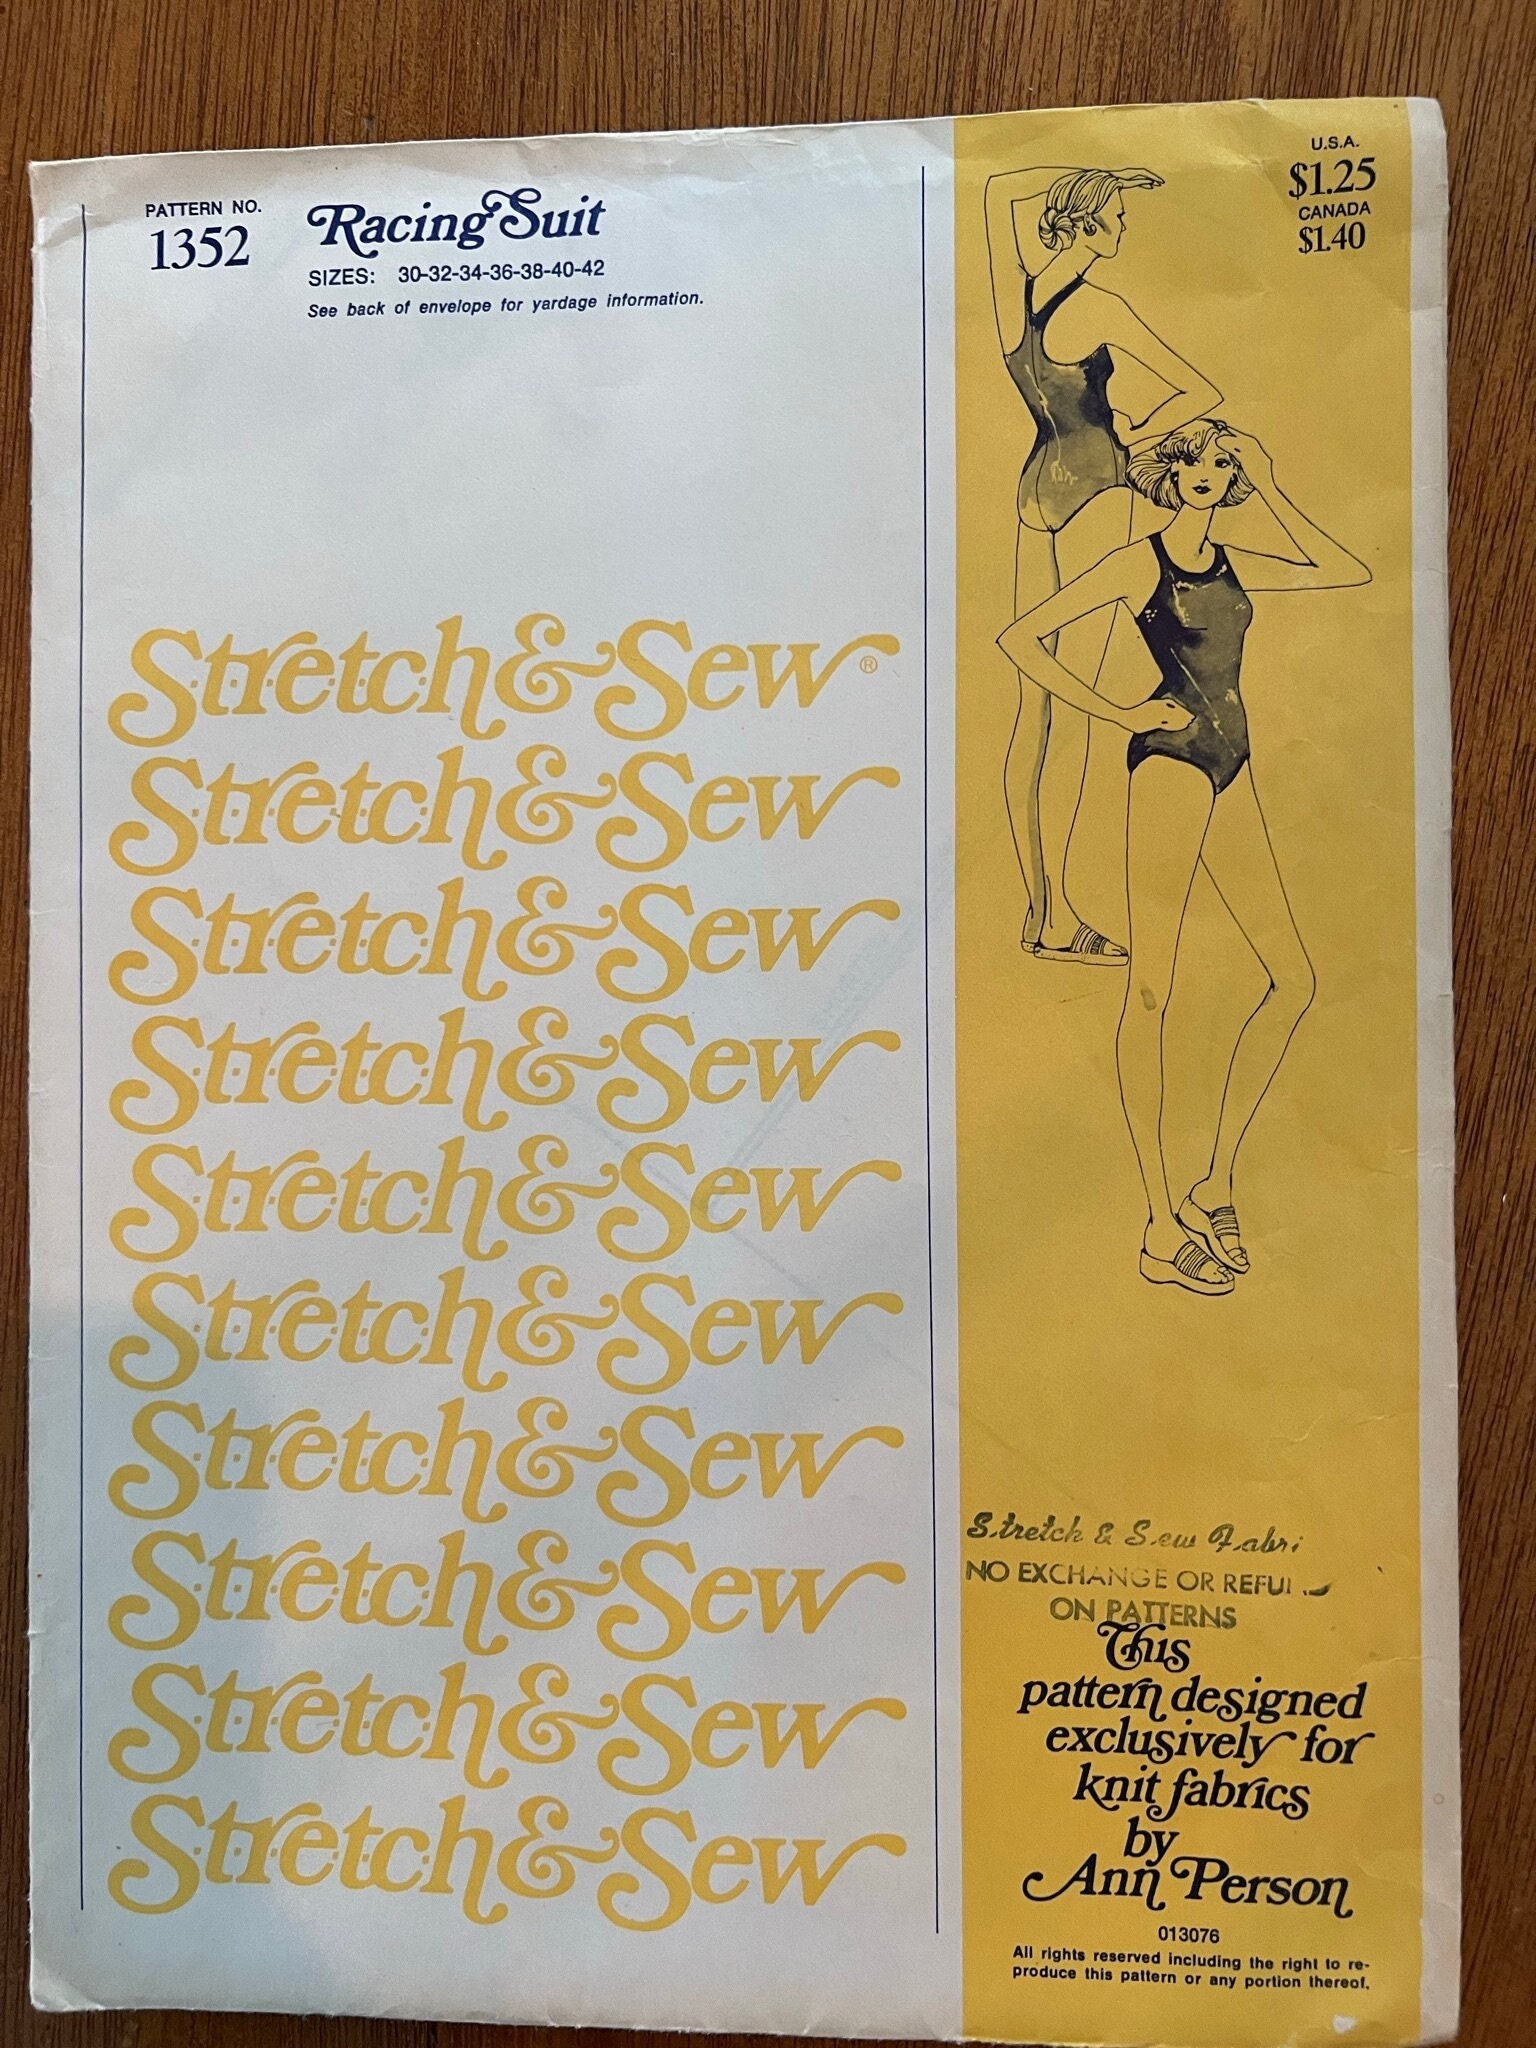 PATTERN NO.
1352
Racing Suit
SIZES: 30-32-34-36-38-40-42
See back of envelope for yardage information.
U.S.A.
$1.25
CANADA
$1.40
Stretch & Sew®
Stretch & Sew
Stretch & Sew
Stretch & Sew
Stretch & Sew
Stretch & Sew
Stretch & Sew
Stretch & Sew
Stretch & Sew
Stretch & Sew
Stretch & Sew Fabri
NO EXCHANGE OR REFU
ON PATTERNS
This
pattern designed
exclusively for
knit fabrics
by
Ann Person
013076
All rights reserved including the right to re-
produce this pattern or any portion thereof.